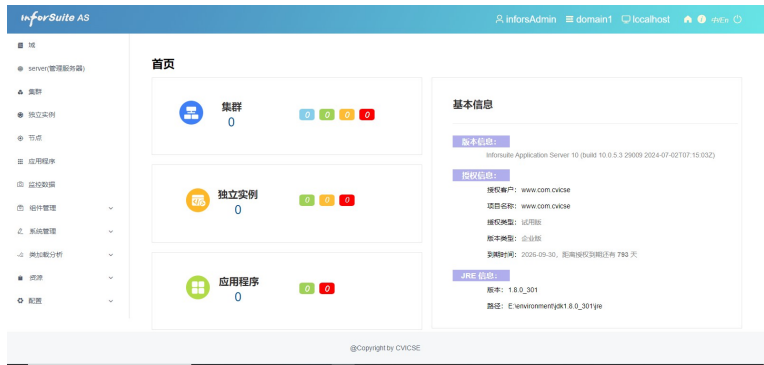 InforSuite AS
inforsAdmin domain1 localhost 中/En
域
server(管理服务器)
集群
独立实例
节点
应用程序
监控数据
组件管理
系统管理
类加载分析
资源
配置
首页
集群
0
0 0 0 0
独立实例
0
0 0 0
应用程序
0
0 0
基本信息
版本信息:
Inforsuite Application Server 10 (build 10.0.5.3 29009 2024-07-02T07:15:03Z)
授权信息:
授权客户: www.com.cvicse
项目名称: www.com.cvicse
授权类型: 试用版
版本类型: 企业版
到期时间: 2026-09-30, 距离授权到期还有 790 天
JRE 信息:
版本: 1.8.0_301
路径: E:\environment\jdk1.8.0_301\jre
@Copyright by CVICSE